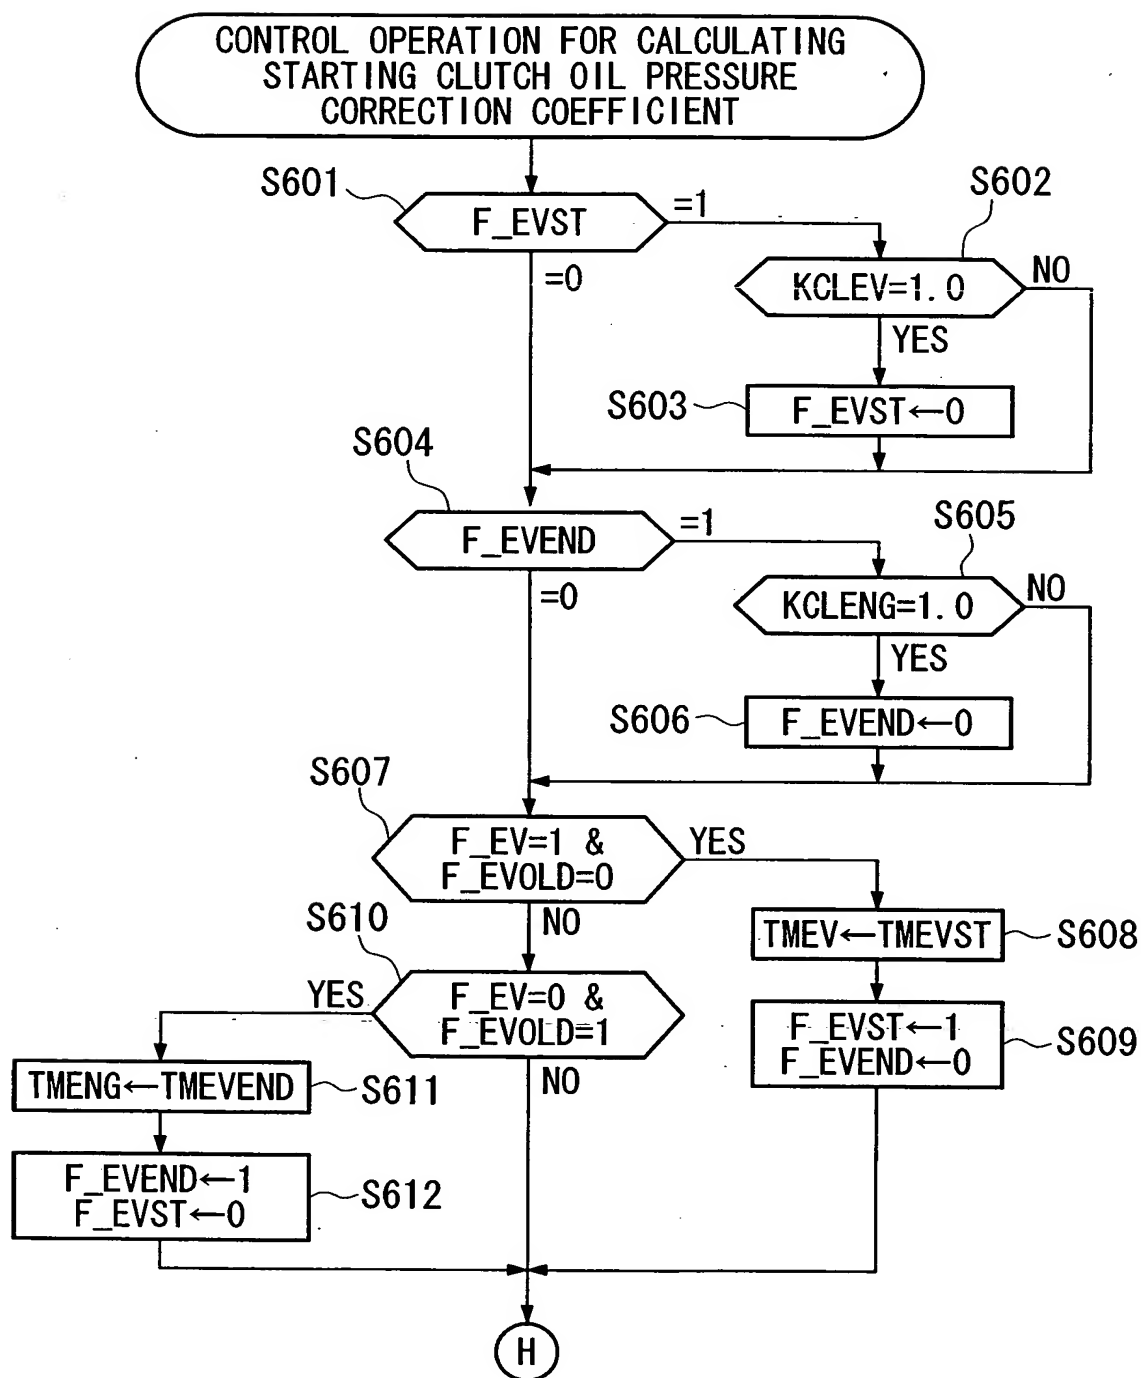 CONTROL OPERATION FOR CALCULATING
STARTING CLUTCH OIL PRESSURE
CORRECTION COEFFICIENT
S601
F_EVST
=1
=0
S602
KCLEV=1.0
NO
YES
S603
F_EVST←0
S604
F_EVEND
=1
=0
S605
KCLENG=1.0
NO
YES
S606
F_EVEND←0
S607
F_EV=1 &
F_EVOLD=0
YES
NO
TMEV←TMEVST
S608
F_EVST←1
F_EVEND←0
S609
S610
F_EV=0 &
F_EVOLD=1
YES
NO
TMENG←TMEVEND
S611
F_EVEND←1
F_EVST←0
S612
H